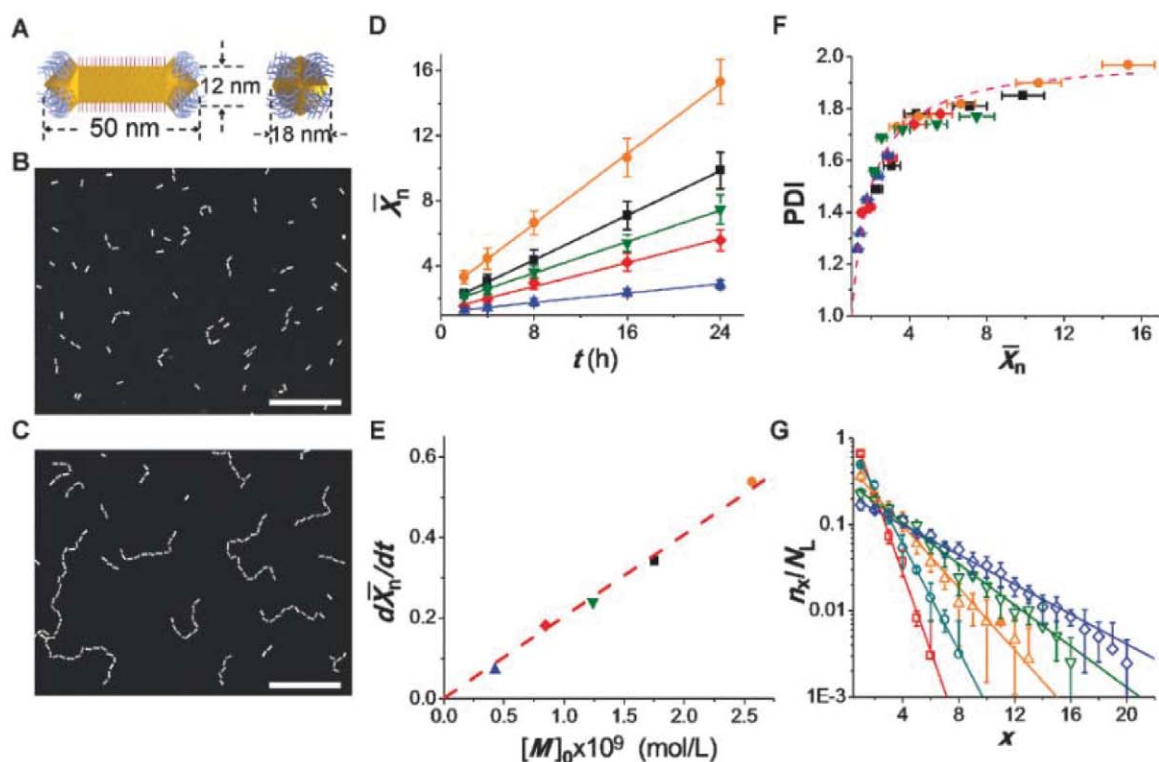 A
12 nm
50 nm
18 nm
B
C
D
16
12
8
4
X̄n
8
16
24
t (h)
E
0.6
0.4
0.2
0.0
dX̄n/dt
0.0
0.5
1.0
1.5
2.0
2.5
[M]0x10⁹ (mol/L)
F
2.0
1.8
1.6
1.4
1.2
1.0
PDI
4
8
12
16
X̄n
G
1
0.1
0.01
1E-3
nx/NL
4
8
12
16
20
x